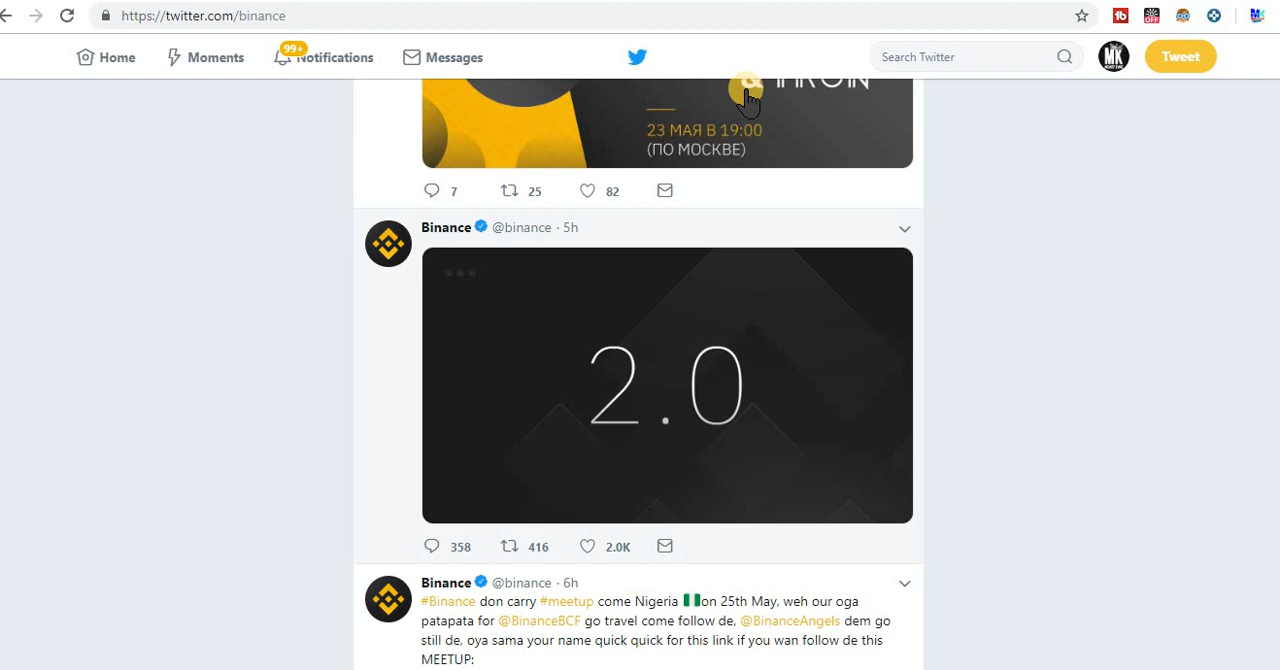 https://twitter.com/binance
Home Moments 99+ Notifications Messages Search Twitter Tweet
23 МАЯ В 19:00
(ПО МОСКВЕ)
7 25 82
Binance @binance · 5h
2.0
358 416 2.0K
Binance @binance · 6h
#Binance don carry #meetup come Nigeria on 25th May, weh our oga
patapata for @BinanceBCF go travel come follow de, @BinanceAngels dem go
still de. oya sama your name quick quick for this link if you wan follow de this
MEETUP: